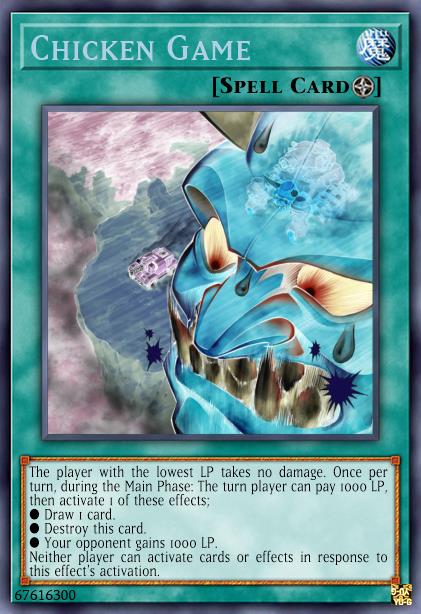 CHICKEN GAME
魔
[SPELL CARD]
The player with the lowest LP takes no damage. Once per
turn, during the Main Phase: The turn player can pay 1000 LP,
then activate 1 of these effects;
● Draw 1 card.
● Destroy this card.
● Your opponent gains 1000 LP.
Neither player can activate cards or effects in response to
this effect's activation.
67616300